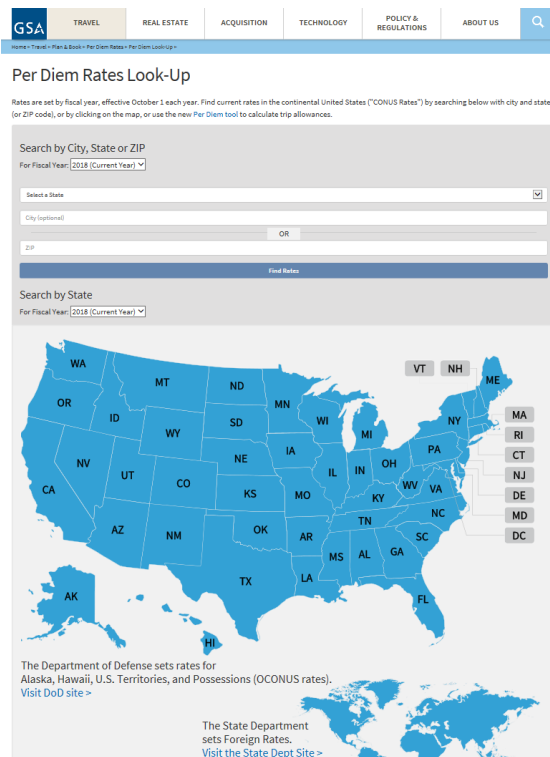 GSA
TRAVEL
REAL ESTATE
ACQUISITION
TECHNOLOGY
POLICY &
REGULATIONS
ABOUT US
Home > Travel > Plan & Book > Per Diem Rates > Per Diem Look-Up >
Per Diem Rates Look-Up
Rates are set by fiscal year, effective October 1 each year. Find current rates in the continental United States ("CONUS Rates") by searching below with city and state
(or ZIP code), or by clicking on the map, or use the new Per Diem tool to calculate trip allowances.
Search by City, State or ZIP
For Fiscal Year: 2018 (Current Year)
Select a State
City (optional)
OR
ZIP
Find Rates
Search by State
For Fiscal Year: 2018 (Current Year)
WA
MT
ND
VT
NH
ME
OR
ID
MN
WI
MI
NY
MA
WY
SD
RI
NV
NE
IA
PA
CT
UT
CO
IL
IN
OH
NJ
CA
KS
MO
KY
WV
VA
DE
AZ
NM
OK
AR
TN
NC
MD
SC
DC
TX
LA
MS
AL
GA
FL
AK
HI
The Department of Defense sets rates for
Alaska, Hawaii, U.S. Territories, and Possessions (OCONUS rates).
Visit DoD site >
The State Department
sets Foreign Rates.
Visit the State Dept Site >